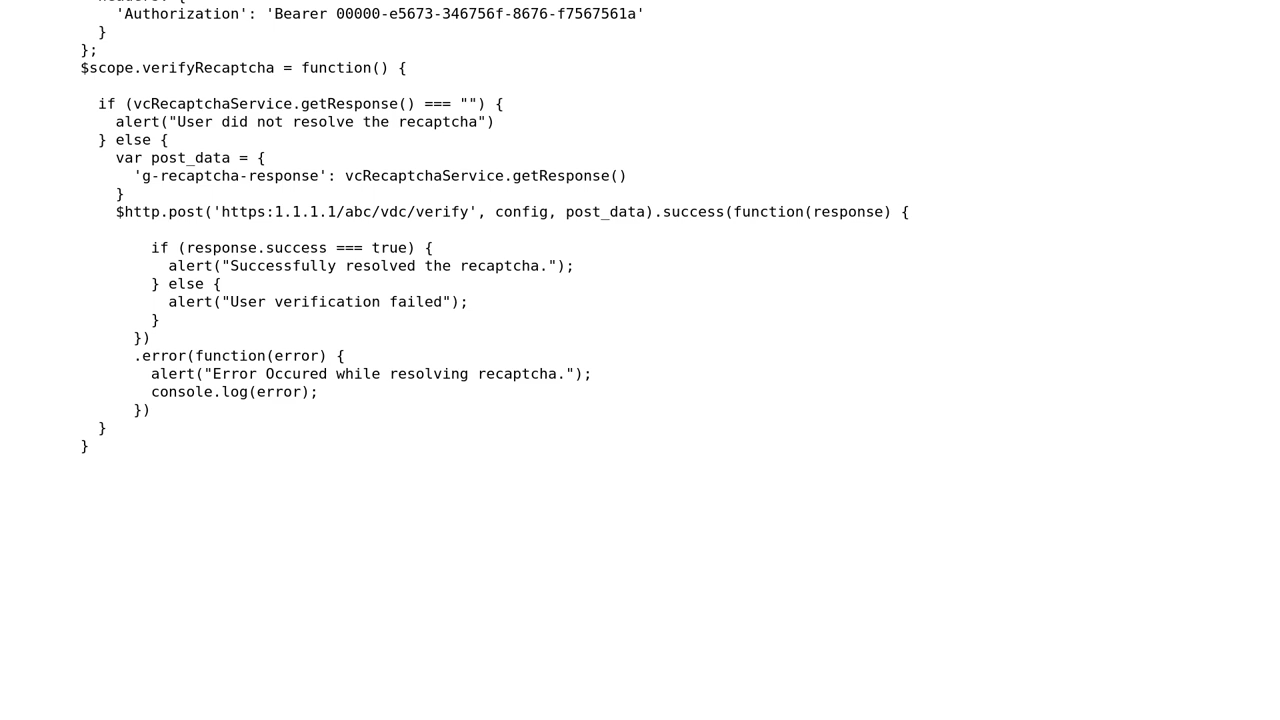 headers: {
'Authorization': 'Bearer 00000-e5673-346756f-8676-f7567561a'
}
};
$scope.verifyRecaptcha = function() {
if (vcRecaptchaService.getResponse() === "") {
alert("User did not resolve the recaptcha")
} else {
var post_data = {
'g-recaptcha-response': vcRecaptchaService.getResponse()
}
$http.post('https:1.1.1.1/abc/vdc/verify', config, post_data).success(function(response) {
if (response.success === true) {
alert("Successfully resolved the recaptcha.");
} else {
alert("User verification failed");
}
})
.error(function(error) {
alert("Error Occured while resolving recaptcha.");
console.log(error);
})
}
}